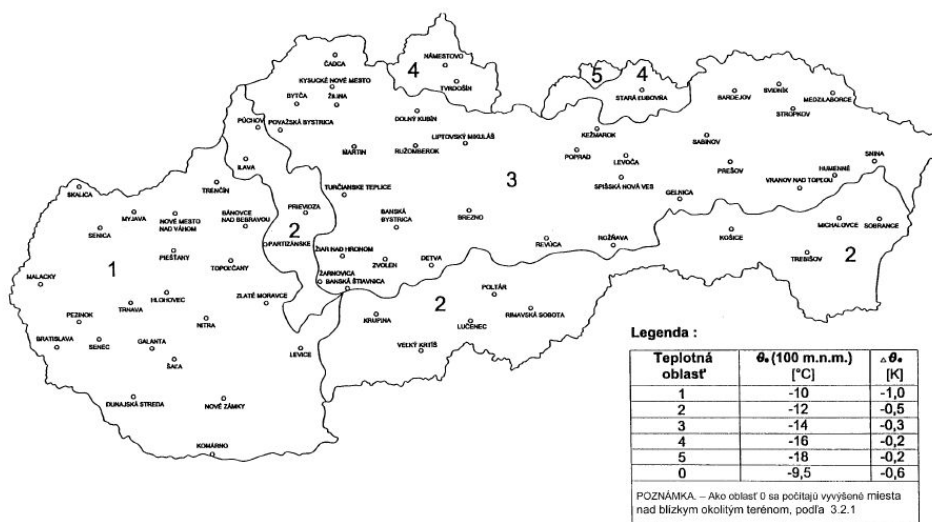 ČADCA
4
NÁMESTOVO
TVRDOŠÍN
5
4
STARÁ ĽUBOVŇA
KYSUCKÉ NOVÉ MESTO
BYTČA
ŽILINA
DOLNÝ KUBÍN
BARDEJOV
SVIDNÍK
MEDZILABORCE
STROPKOV
PÚCHOV
POVAŽSKÁ BYSTRICA
LIPTOVSKÝ MIKULÁŠ
KEŽMAROK
SABINOV
MARTIN
RUŽOMBEROK
POPRAD
LEVOČA
PREŠOV
HUMENNÉ
SNINA
ILAVA
TURČIANSKE TEPLICE
3
SPIŠSKÁ NOVÁ VES
GELNICA
VRANOV NAD TOPĽOU
SKALICA
TRENČÍN
MYJAVA
NOVÉ MESTO
NAD VÁHOM
BÁNOVCE
NAD BEBRAVOU
PRIEVIDZA
2
BANSKÁ
BYSTRICA
BREZNO
MICHALOVCE
SOBRANCE
SENICA
PARTIZÁNSKE
REVÚCA
ROŽŇAVA
KOŠICE
1
PIEŠŤANY
TOPOĽČANY
ŽIAR NAD HRONOM
ZVOLEN
DETVA
TREBIŠOV
2
MALACKY
ŽARNOVICA
BANSKÁ ŠTIAVNICA
HLOHOVEC
TRNAVA
ZLATÉ MORAVCE
POLTÁR
2
PEZINOK
NITRA
KRUPINA
LUČENEC
RIMAVSKÁ SOBOTA
BRATISLAVA
SENEC
GALANTA
ŠAĽA
LEVICE
VEĽKÝ KRTÍŠ
DUNAJSKÁ STREDA
NOVÉ ZÁMKY
KOMÁRNO
Legenda :
Teplotná oblasť θₑ (100 m.n.m.) [°C] △ θₑ [K]
1 -10 -1,0
2 -12 -0,5
3 -14 -0,3
4 -16 -0,2
5 -18 -0,2
0 -9,5 -0,6
POZNÁMKA. – Ako oblasť 0 sa počítajú vyvýšené miesta
nad blízkym okolitým terénom, podľa 3.2.1